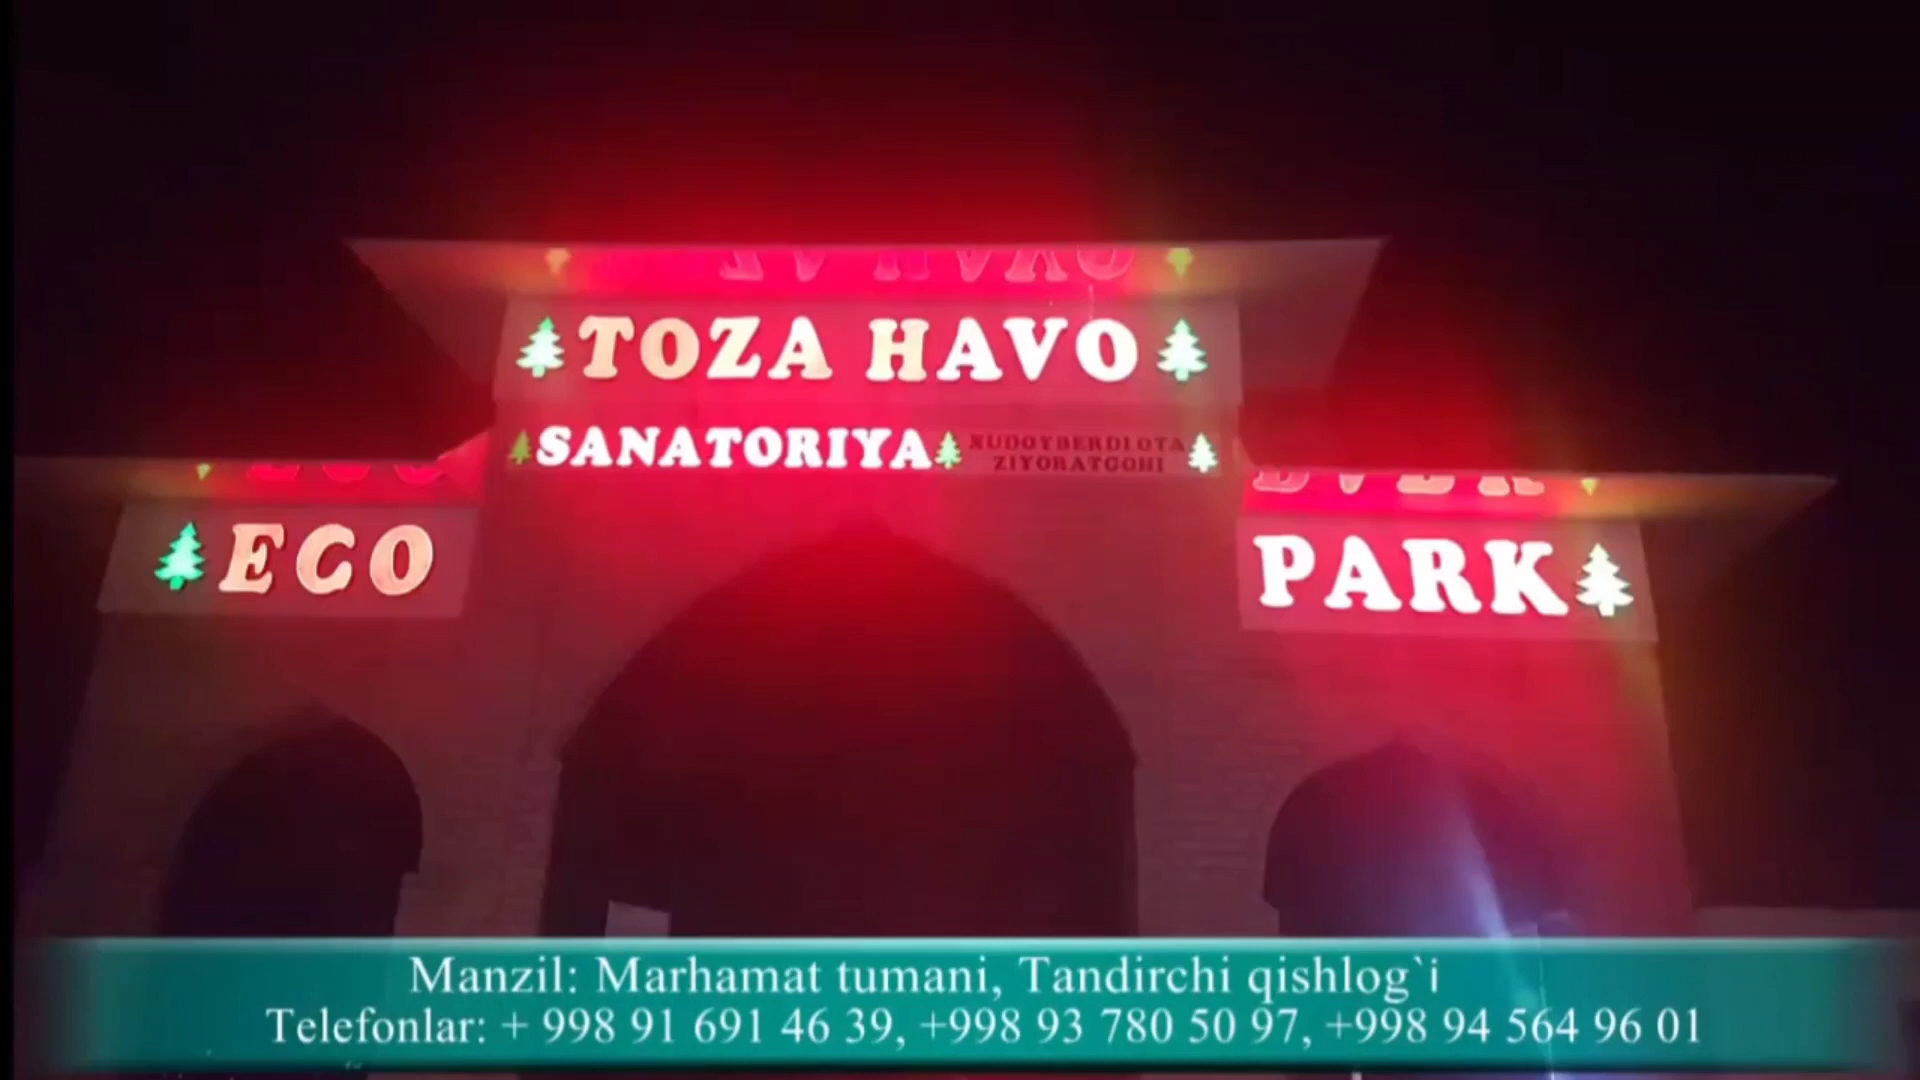 TOZA HAVO
SANATORIYA
XUDOYBERDI OTA
ZIYORATGOHI
ECO
PARK
Manzil: Marhamat tumani, Tandirchi qishlog`i
Telefonlar: + 998 91 691 46 39, +998 93 780 50 97, +998 94 564 96 01